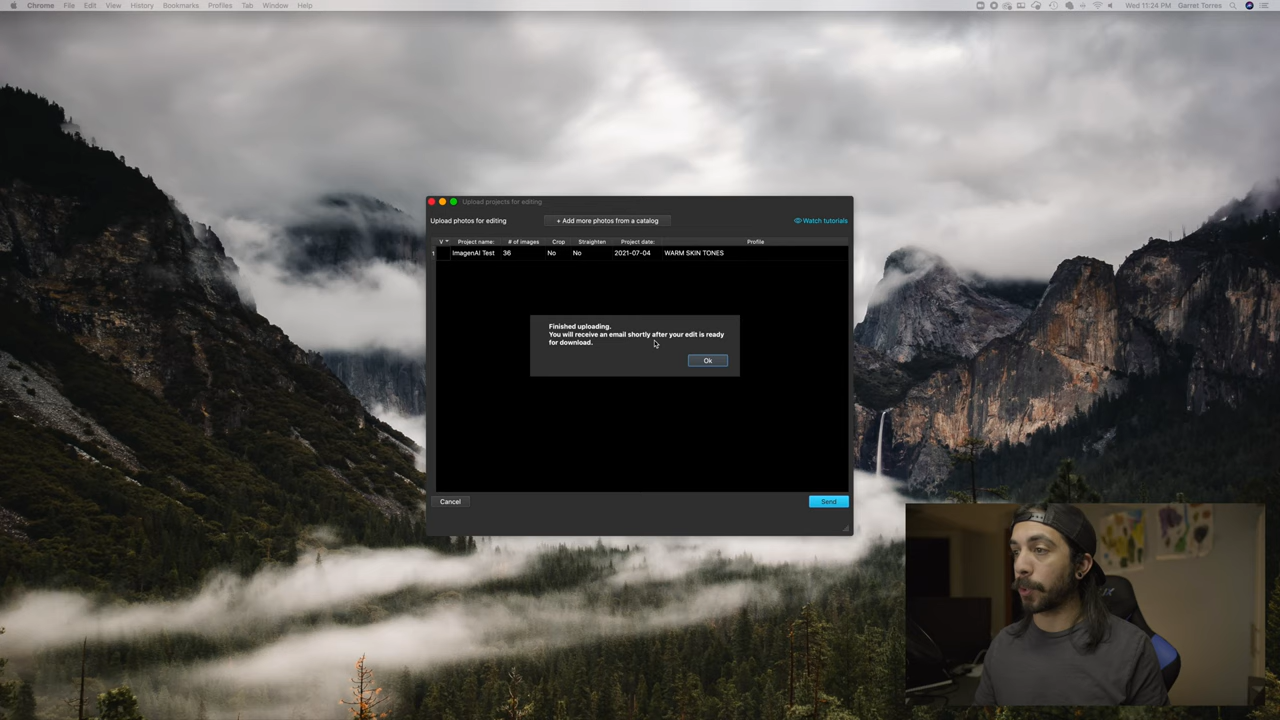 Chrome File Edit View History Bookmarks Profiles Tab Window Help
Wed 11:24 PM Garret Torres
Upload projects for editing
Upload photos for editing
+ Add more photos from a catalog
Watch tutorials
V Project name: # of images Crop Straighten Project date: Profile
1 ImagenAI Test 36 No No 2021-07-04 WARM SKIN TONES
Finished uploading.
You will receive an email shortly after your edit is ready
for download.
Ok
Cancel
Send